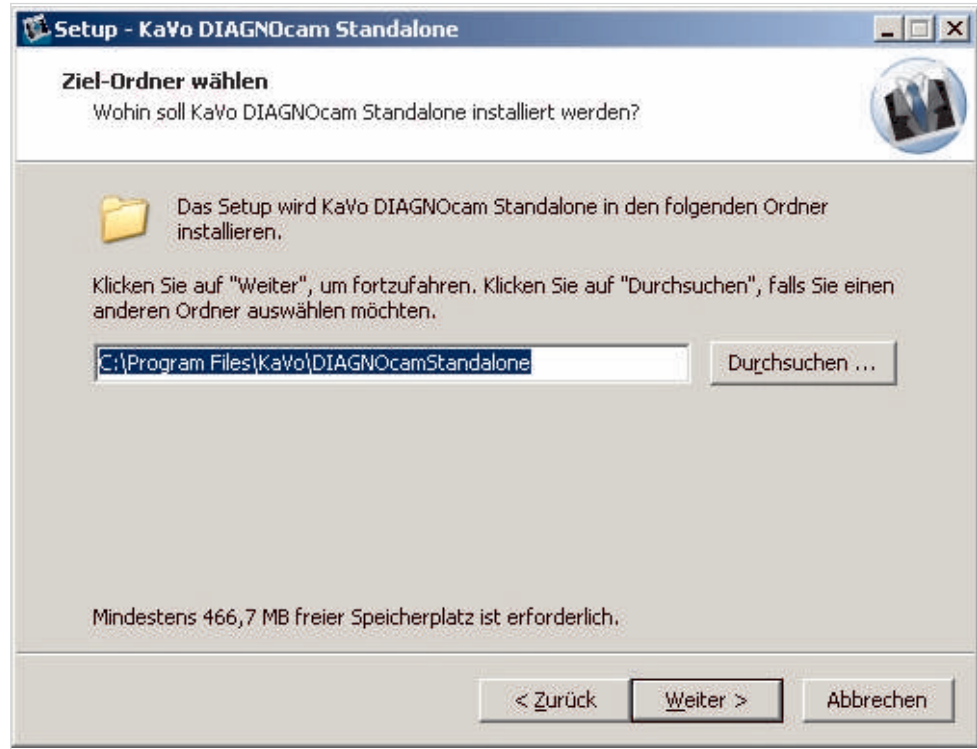 Setup - KaVo DIAGNOcam Standalone
Ziel-Ordner wählen
Wohin soll KaVo DIAGNOcam Standalone installiert werden?
Das Setup wird KaVo DIAGNOcam Standalone in den folgenden Ordner
installieren.
Klicken Sie auf "Weiter", um fortzufahren. Klicken Sie auf "Durchsuchen", falls Sie einen
anderen Ordner auswählen möchten.
C:\Program Files\KaVo\DIAGNOcamStandalone
Durchsuchen ...
Mindestens 466,7 MB freier Speicherplatz ist erforderlich.
< Zurück
Weiter >
Abbrechen